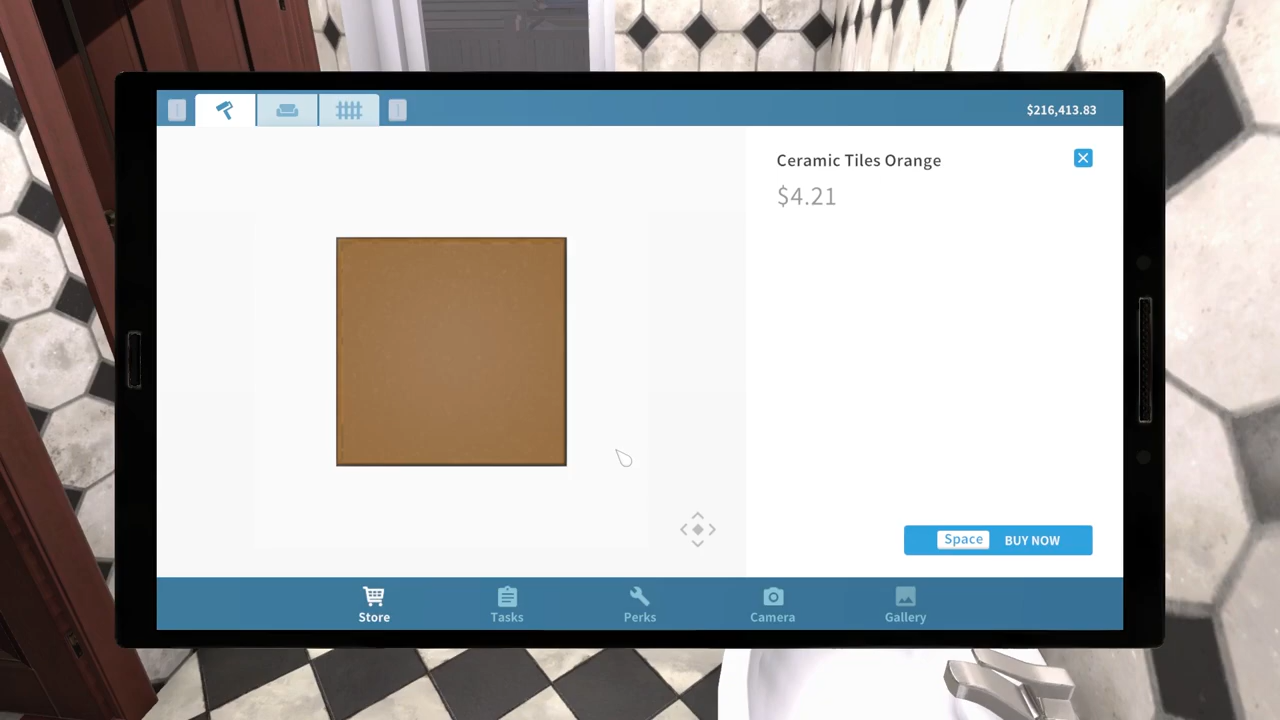 $216,413.83
Ceramic Tiles Orange
$4.21
Space BUY NOW
Store Tasks Perks Camera Gallery